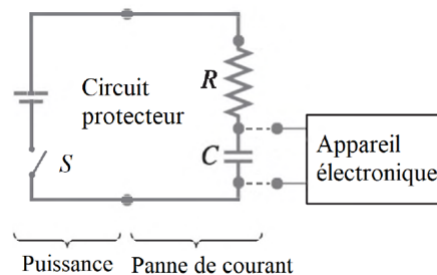 Circuit
protecteur
R
C
S
Appareil
électronique
Puissance
Panne de courant